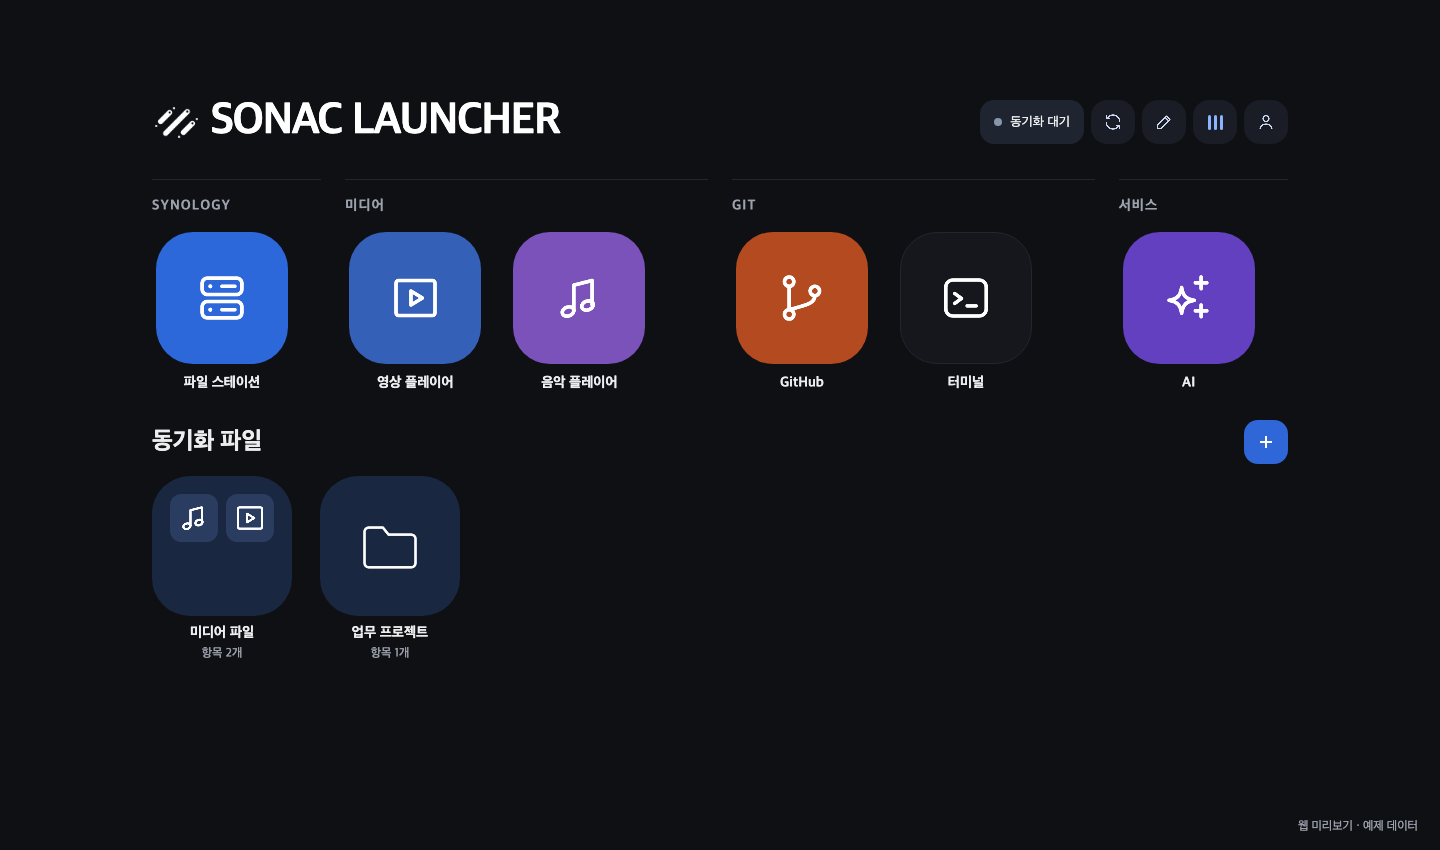 SONAC LAUNCHER
동기화 대기
SYNOLOGY
미디어
GIT
서비스
파일 스테이션
영상 플레이어
음악 플레이어
GitHub
터미널
AI
동기화 파일
미디어 파일
항목 2개
업무 프로젝트
항목 1개
웹 미리보기 · 예제 데이터